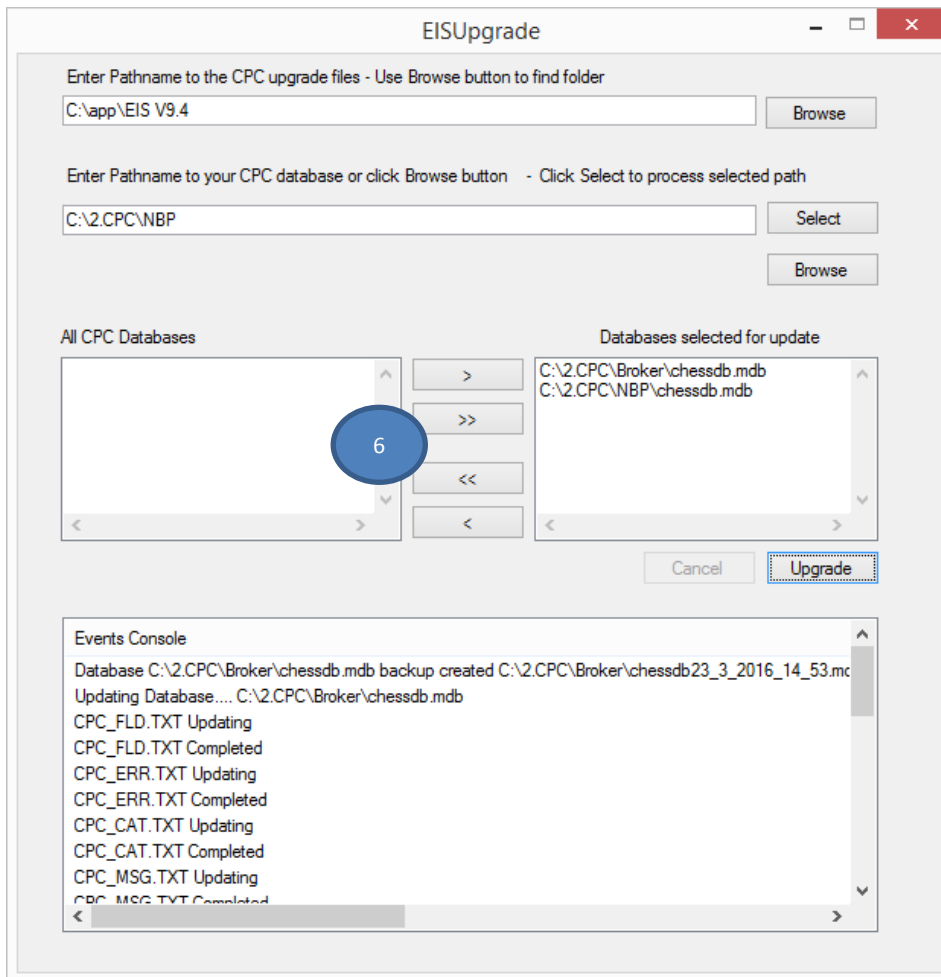 EISUpgrade
Enter Pathname to the CPC upgrade files - Use Browse button to find folder
C:\app\EIS V9.4
Browse
Enter Pathname to your CPC database or click Browse button - Click Select to process selected path
C:\2.CPC\NBP
Select
Browse
All CPC Databases
Databases selected for update
>
>>
6
<<
<
C:\2.CPC\Broker\chessdb.mdb
C:\2.CPC\NBP\chessdb.mdb
Cancel
Upgrade
Events Console
Database C:\2.CPC\Broker\chessdb.mdb backup created C:\2.CPC\Broker\chessdb23_3_2016_14_53.mc
Updating Database.... C:\2.CPC\Broker\chessdb.mdb
CPC_FLD.TXT Updating
CPC_FLD.TXT Completed
CPC_ERR.TXT Updating
CPC_ERR.TXT Completed
CPC_CAT.TXT Updating
CPC_CAT.TXT Completed
CPC_MSG.TXT Updating
CPC_MSG.TXT Completed